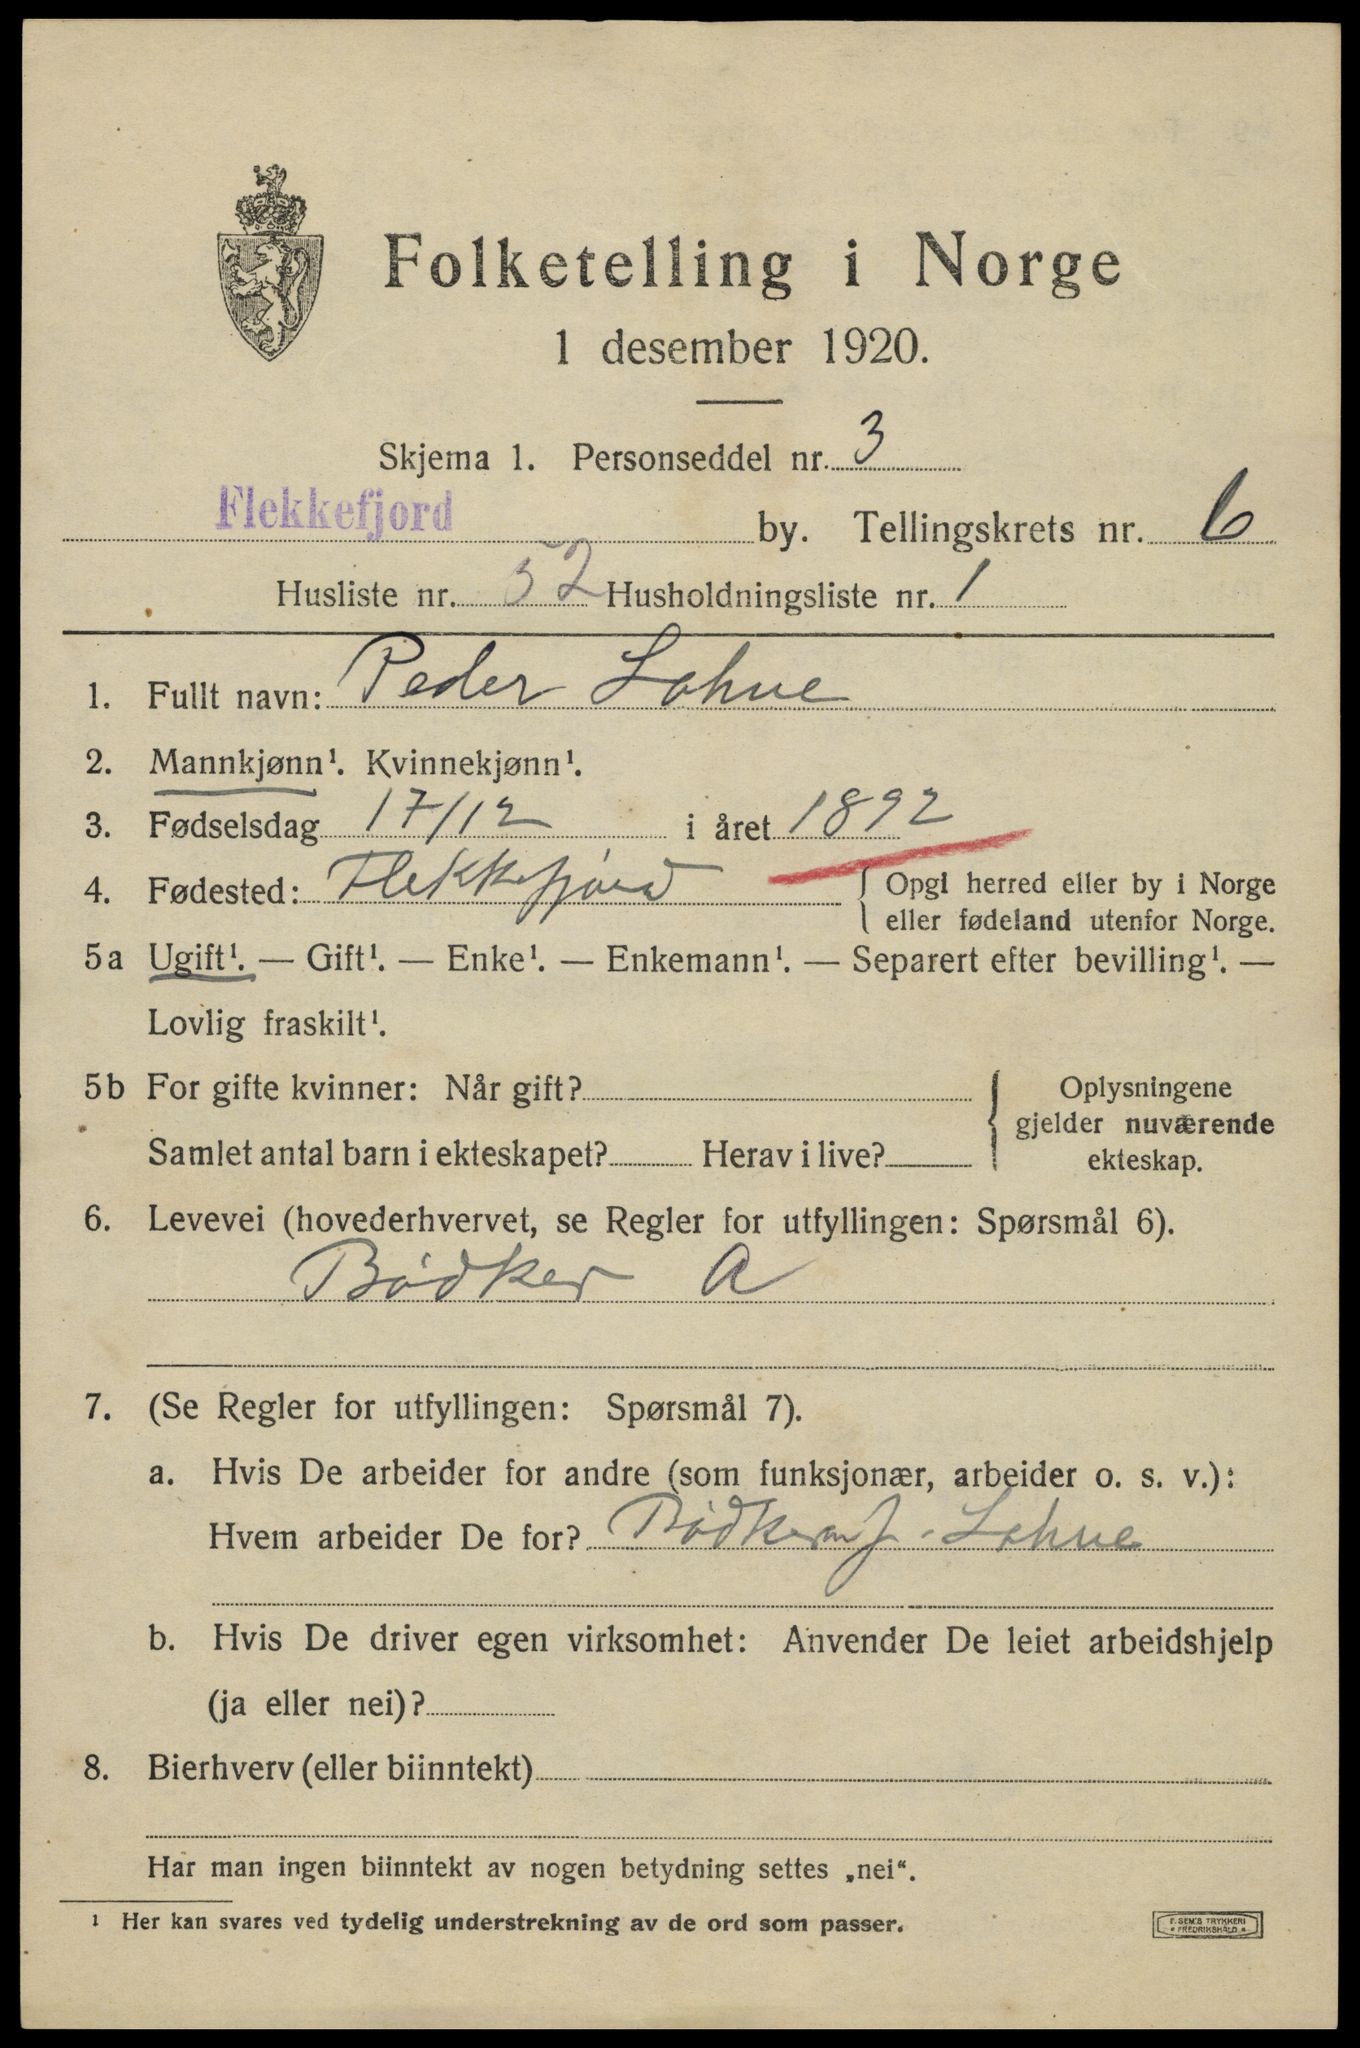 Folketelling i Norge
1 desember 1920.
Skjema 1. Personseddel nr. 3
Flekkefjord by. Tellingskrets nr. 6
Husliste nr. 52 Husholdningsliste nr. 1
1. Fullt navn: Peder Lohne
2. Mannkjønn¹. Kvinnekjønn¹.
3. Fødselsdag 17/12 i året 1892
4. Fødested: Flekkefjord { Opgi herred eller by i Norge
eller fødeland utenfor Norge.
5a Ugift¹. — Gift¹. — Enke¹. — Enkemann¹. — Separert efter bevilling¹. —
Lovlig fraskilt¹.
5b For gifte kvinner: Når gift? { Oplysningene
gjelder nuværende
Samlet antal barn i ekteskapet? Herav i live? ekteskap.
6. Levevei (hovederhvervet, se Regler for utfyllingen: Spørsmål 6).
Bødker A
7. (Se Regler for utfyllingen: Spørsmål 7).
a. Hvis De arbeider for andre (som funksjonær, arbeider o. s. v.):
Hvem arbeider De for? Bødkerm J. Lohne
b. Hvis De driver egen virksomhet: Anvender De leiet arbeidshjelp
(ja eller nei)?
8. Bierhverv (eller biinntekt)
Har man ingen biinntekt av nogen betydning settes „nei“.
¹ Her kan svares ved tydelig understrekning av de ord som passer.
F. SEM'S TRYKKERI
FREDRIKSHALD